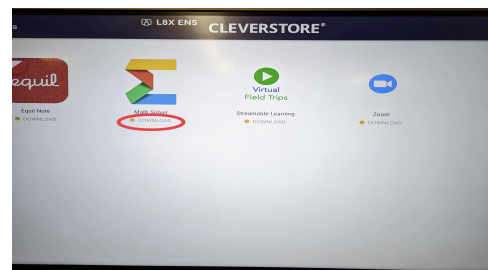 L8X EN5 CLEVERSTORE®
equil
Virtual
Field Trips
Equil Note
DOWNLOAD
Math Solver
DOWNLOAD
Streamable Learning
DOWNLOAD
Zoom
DOWNLOAD